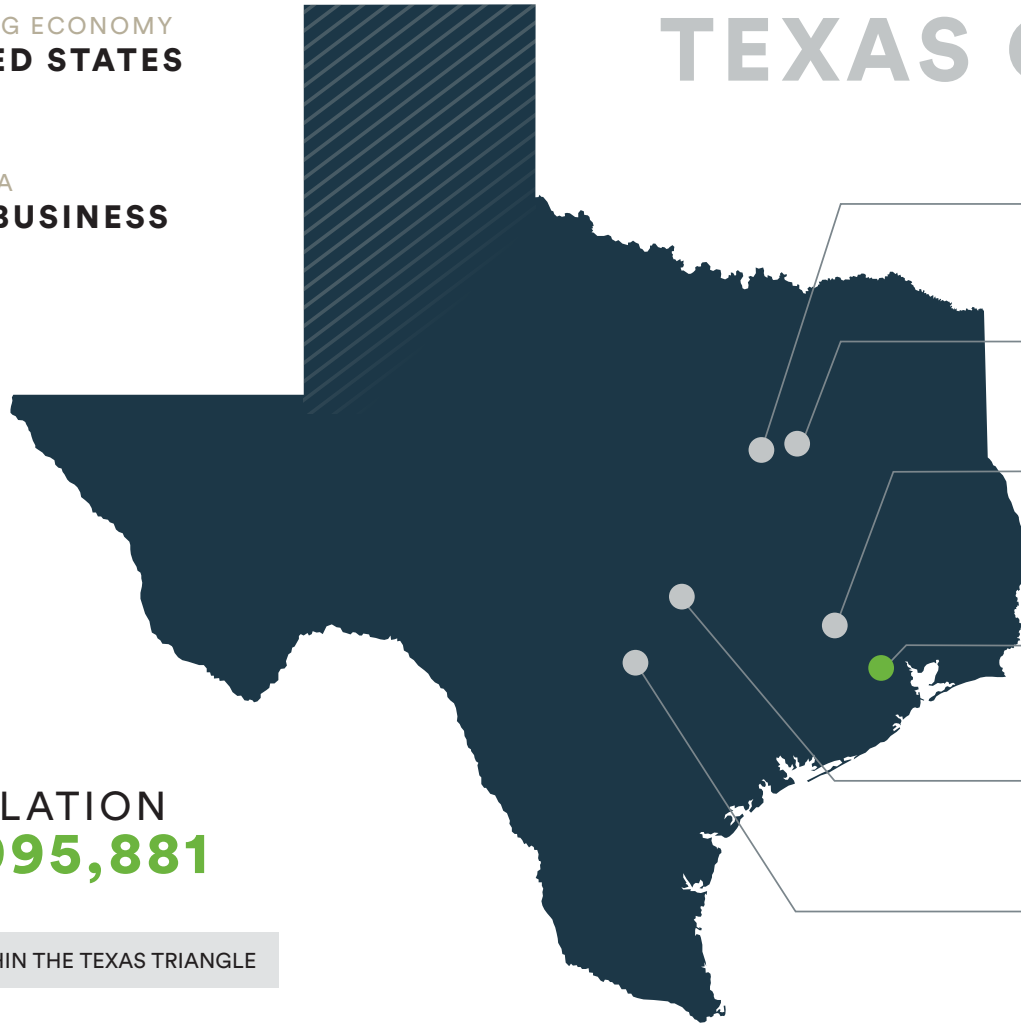 G ECONOMY
ED STATES
TEXAS
A
BUSINESS
LATION
95,881
HIN THE TEXAS TRIANGLE